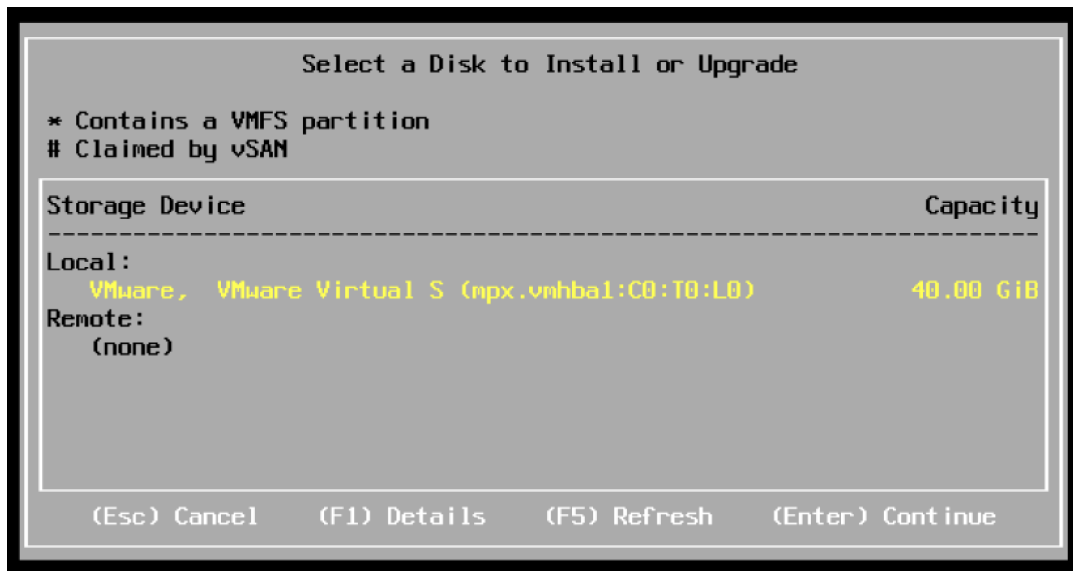 Select a Disk to Install or Upgrade
* Contains a VMFS partition
# Claimed by vSAN
Storage Device Capacity
--------------------------------------------------------------------
Local:
VMware, VMware Virtual S (mpx.vmhba1:C0:T0:L0) 40.00 GiB
Remote:
(none)
(Esc) Cancel (F1) Details (F5) Refresh (Enter) Continue